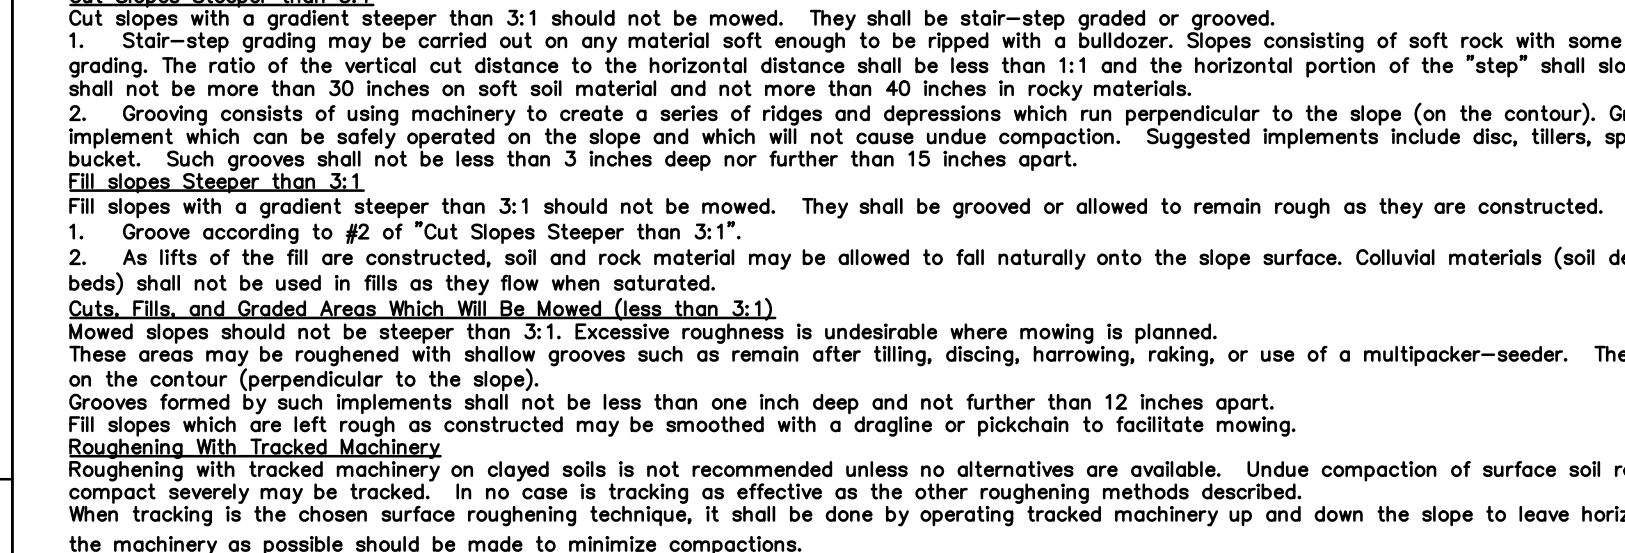 Cut Slopes Steeper than 3:1
Cut slopes with a gradient steeper than 3:1 should not be mowed. They shall be stair-step graded or grooved.
1. Stair-step grading may be carried out on any material soft enough to be ripped with a bulldozer. Slopes consisting of soft rock with some
grading. The ratio of the vertical cut distance to the horizontal distance shall be less than 1:1 and the horizontal portion of the "step" shall slo
shall not be more than 30 inches on soft soil material and not more than 40 inches in rocky materials.
2. Grooving consists of using machinery to create a series of ridges and depressions which run perpendicular to the slope (on the contour). G
implement which can be safely operated on the slope and which will not cause undue compaction. Suggested implements include disc, tillers, sp
bucket. Such grooves shall not be less than 3 inches deep nor further than 15 inches apart.
Fill slopes Steeper than 3:1
Fill slopes with a gradient steeper than 3:1 should not be mowed. They shall be grooved or allowed to remain rough as they are constructed.
1. Groove according to #2 of "Cut Slopes Steeper than 3:1".
2. As lifts of the fill are constructed, soil and rock material may be allowed to fall naturally onto the slope surface. Colluvial materials (soil de
beds) shall not be used in fills as they flow when saturated.
Cuts, Fills, and Graded Areas Which Will Be Mowed (less than 3:1)
Mowed slopes should not be steeper than 3:1. Excessive roughness is undesirable where mowing is planned.
These areas may be roughened with shallow grooves such as remain after tilling, discing, harrowing, raking, or use of a multipacker-seeder. The
on the contour (perpendicular to the slope).
Grooves formed by such implements shall not be less than one inch deep and not further than 12 inches apart.
Fill slopes which are left rough as constructed may be smoothed with a dragline or pickchain to facilitate mowing.
Roughening With Tracked Machinery
Roughening with tracked machinery on clayed soils is not recommended unless no alternatives are available. Undue compaction of surface soil r
compact severely may be tracked. In no case is tracking as effective as the other roughening methods described.
When tracking is the chosen surface roughening technique, it shall be done by operating tracked machinery up and down the slope to leave horiz
the machinery as possible should be made to minimize compactions.